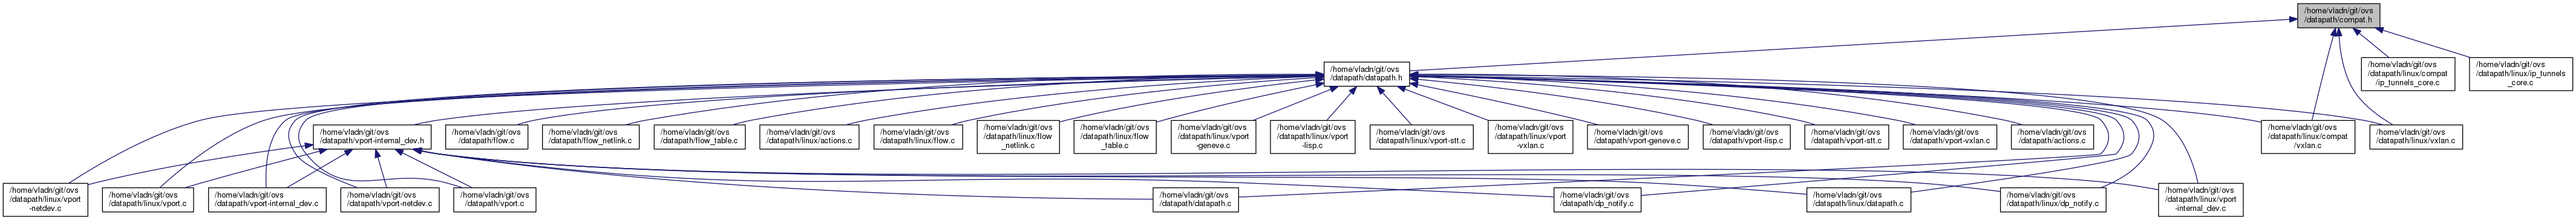 /home/vladn/git/ovs
/datapath/compat.h
/home/vladn/git/ovs
/datapath/datapath.h
/home/vladn/git/ovs
/datapath/linux/compat
/ip_tunnels_core.c
/home/vladn/git/ovs
/datapath/linux/ip_tunnels
_core.c
/home/vladn/git/ovs
/datapath/vport-internal_dev.h
/home/vladn/git/ovs
/datapath/flow.c
/home/vladn/git/ovs
/datapath/flow_netlink.c
/home/vladn/git/ovs
/datapath/flow_table.c
/home/vladn/git/ovs
/datapath/linux/actions.c
/home/vladn/git/ovs
/datapath/linux/flow.c
/home/vladn/git/ovs
/datapath/linux/flow
_netlink.c
/home/vladn/git/ovs
/datapath/linux/flow
_table.c
/home/vladn/git/ovs
/datapath/linux/vport
-geneve.c
/home/vladn/git/ovs
/datapath/linux/vport
-lisp.c
/home/vladn/git/ovs
/datapath/linux/vport-stt.c
/home/vladn/git/ovs
/datapath/linux/vport
-vxlan.c
/home/vladn/git/ovs
/datapath/vport-geneve.c
/home/vladn/git/ovs
/datapath/vport-lisp.c
/home/vladn/git/ovs
/datapath/vport-stt.c
/home/vladn/git/ovs
/datapath/vport-vxlan.c
/home/vladn/git/ovs
/datapath/actions.c
/home/vladn/git/ovs
/datapath/linux/compat
/vxlan.c
/home/vladn/git/ovs
/datapath/linux/vxlan.c
/home/vladn/git/ovs
/datapath/linux/vport
-netdev.c
/home/vladn/git/ovs
/datapath/linux/vport.c
/home/vladn/git/ovs
/datapath/vport-internal_dev.c
/home/vladn/git/ovs
/datapath/vport-netdev.c
/home/vladn/git/ovs
/datapath/vport.c
/home/vladn/git/ovs
/datapath/datapath.c
/home/vladn/git/ovs
/datapath/dp_notify.c
/home/vladn/git/ovs
/datapath/linux/datapath.c
/home/vladn/git/ovs
/datapath/linux/dp_notify.c
/home/vladn/git/ovs
/datapath/linux/vport
-internal_dev.c